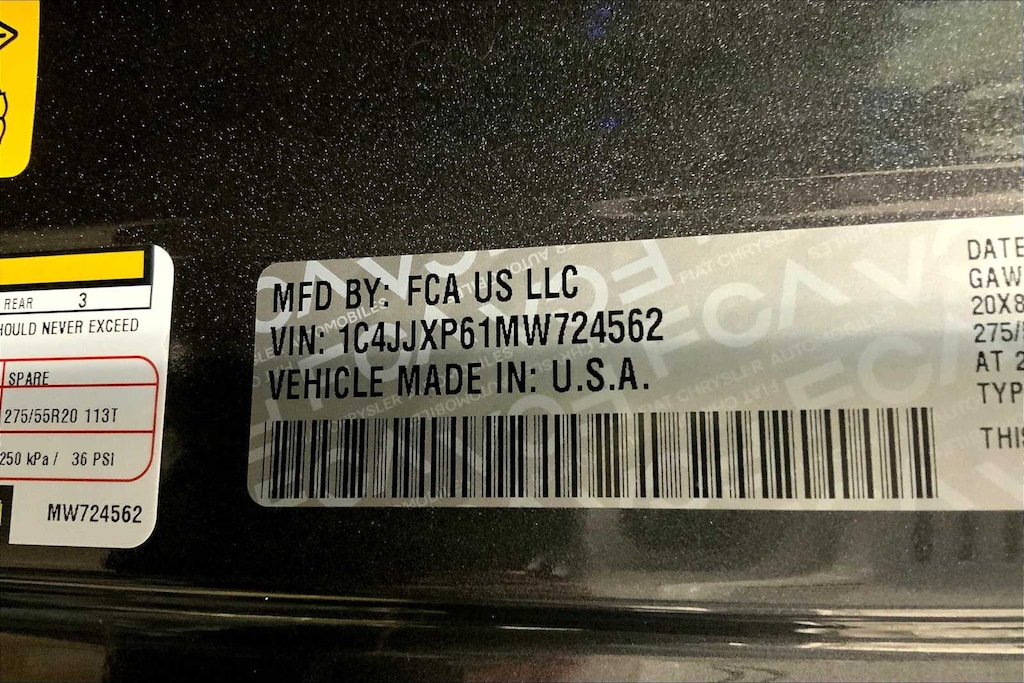 REAR 3
HOULD NEVER EXCEED
SPARE
275/55R20 113T
250 kPa / 36 PSI
MW724562
MFD BY: FCA US LLC
VIN: 1C4JJXP61MW724562
VEHICLE MADE IN: U.S.A.
DATE
GAW
20X8
275/
AT 2
TYP
THIS